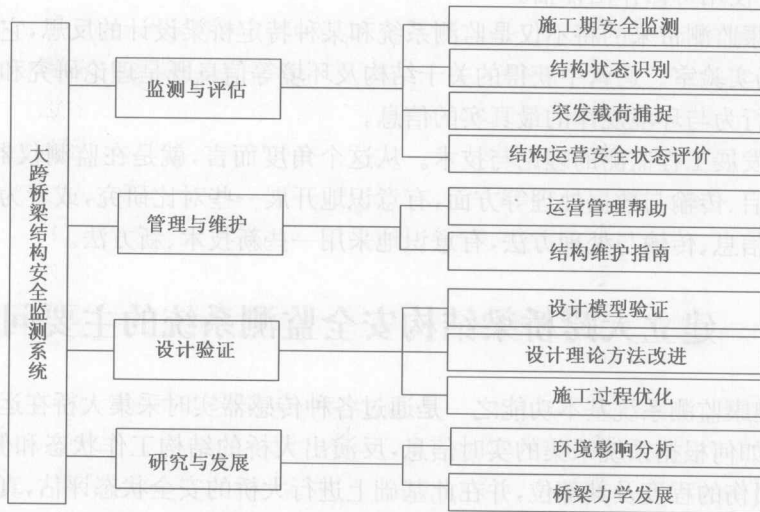 大跨桥梁结构安全监测系统
监测与评估
施工期安全监测
结构状态识别
突发载荷捕捉
结构运营安全状态评价
管理与维护
运营管理帮助
结构维护指南
设计验证
设计模型验证
设计理论方法改进
施工过程优化
研究与发展
环境影响分析
桥梁力学发展